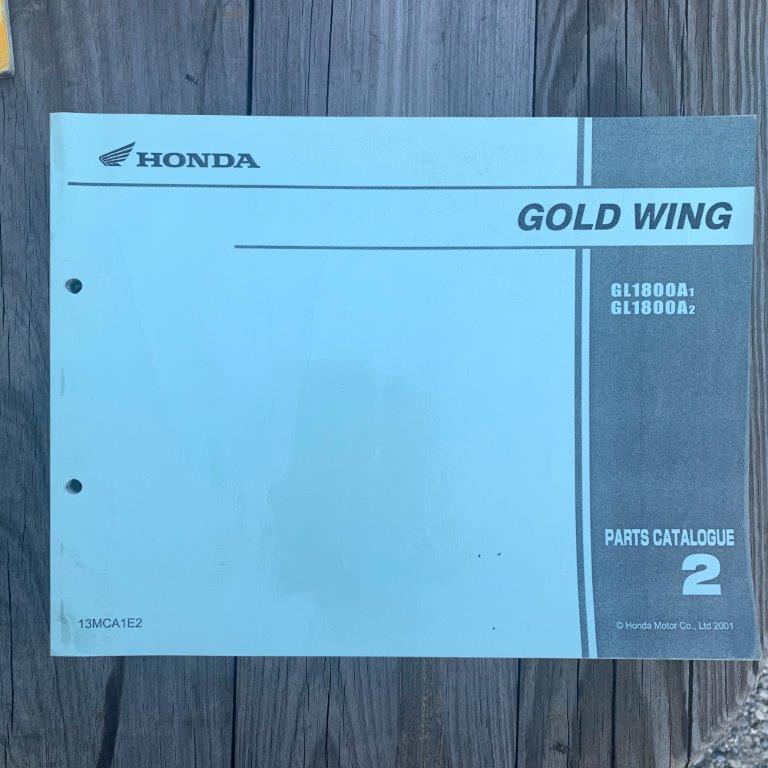 HONDA
GOLD WING
GL1800A1
GL1800A2
PARTS CATALOGUE
2
13MCA1E2
© Honda Motor Co., Ltd 2001